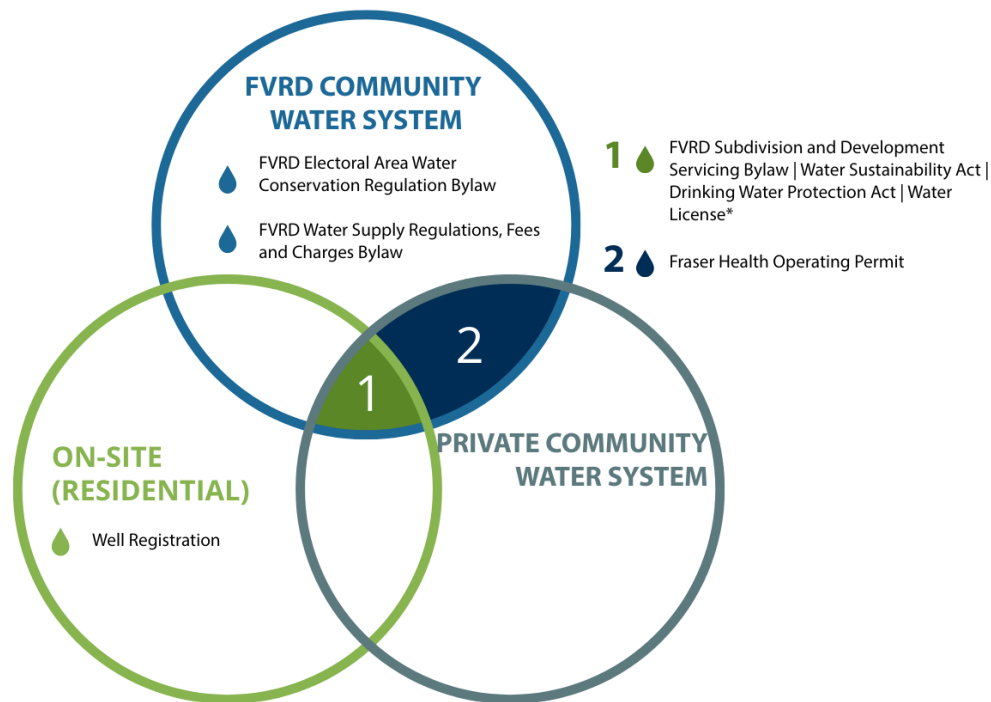 FVRD COMMUNITY
WATER SYSTEM
FVRD Electoral Area Water
Conservation Regulation Bylaw
FVRD Water Supply Regulations, Fees
and Charges Bylaw
1
FVRD Subdivision and Development
Servicing Bylaw | Water Sustainability Act |
Drinking Water Protection Act | Water
License*
2
Fraser Health Operating Permit
2
1
ON-SITE
(RESIDENTIAL)
Well Registration
PRIVATE COMMUNITY
WATER SYSTEM